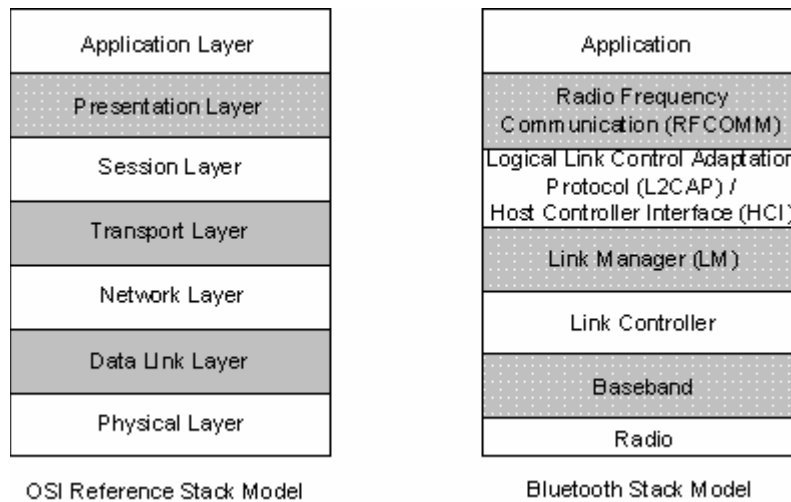 Application Layer
Presentation Layer
Session Layer
Transport Layer
Network Layer
Data LInk Layer
Physical Layer
OSI Reference Stack Model
Application
Radio Frequency
Communication (RFCOMM)
Logical Link Control Adaptation
Protocol (L2CAP) /
Host Controller Interface (HCI)
Link Manager (LM)
Link Controller
Baseband
Radio
Bluetooth Stack Model